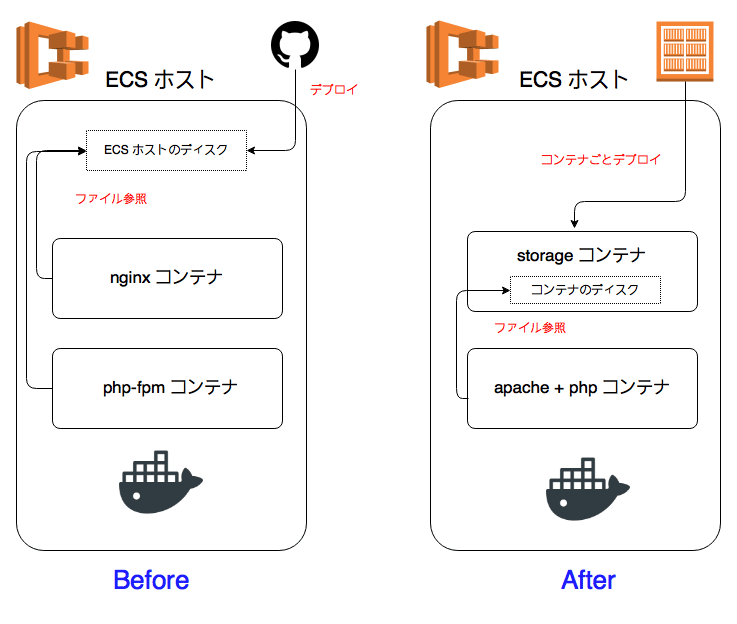 ECS ホスト
デプロイ
ECS ホストのディスク
ファイル参照
nginx コンテナ
php-fpm コンテナ
Before
ECS ホスト
コンテナごとデプロイ
storage コンテナ
コンテナのディスク
ファイル参照
apache + php コンテナ
After